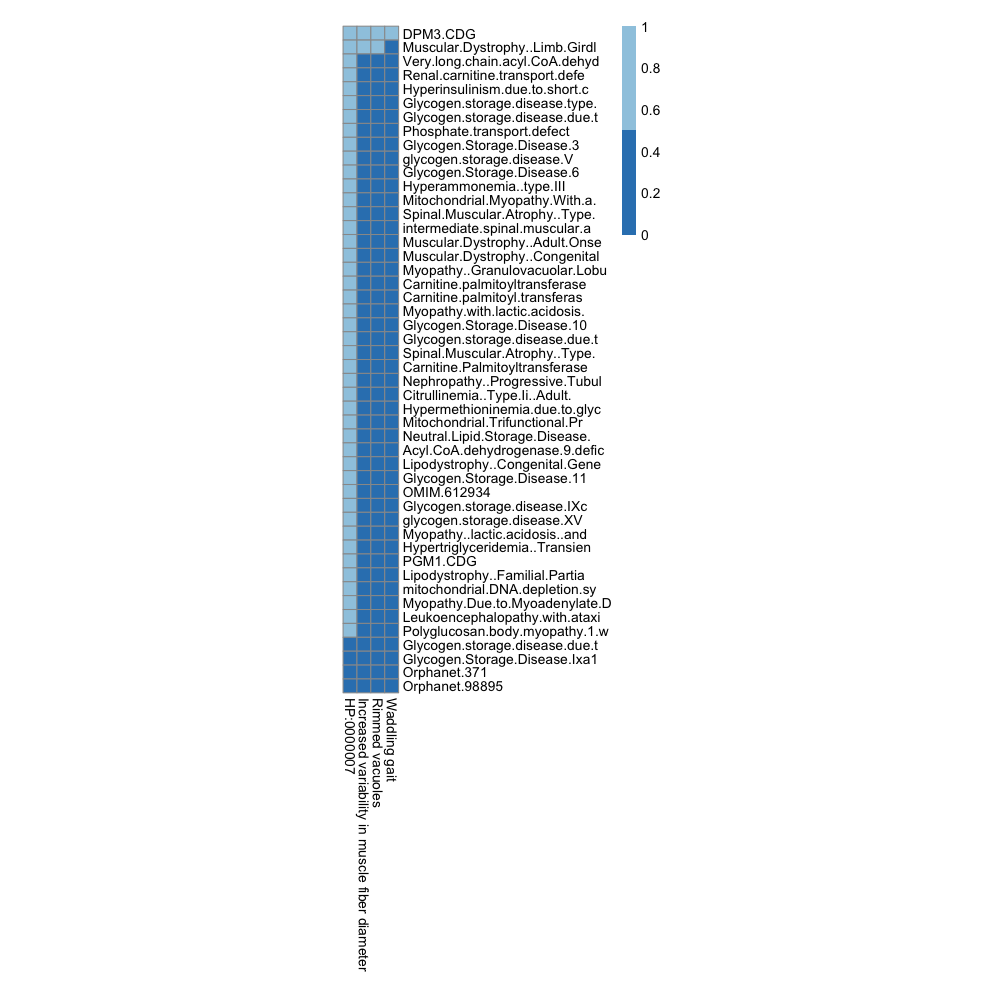 DPM3.CDG
Muscular.Dystrophy..Limb.Girdl
Very.long.chain.acyl.CoA.dehyd
Renal.carnitine.transport.defe
Hyperinsulinism.due.to.short.c
Glycogen.storage.disease.type.
Glycogen.storage.disease.due.t
Phosphate.transport.defect
Glycogen.Storage.Disease.3
glycogen.storage.disease.V
Glycogen.Storage.Disease.6
Hyperammonemia..type.III
Mitochondrial.Myopathy.With.a.
Spinal.Muscular.Atrophy..Type.
intermediate.spinal.muscular.a
Muscular.Dystrophy..Adult.Onse
Muscular.Dystrophy..Congenital
Myopathy..Granulovacuolar.Lobu
Carnitine.palmitoyltransferase
Carnitine.palmitoyl.transferas
Myopathy.with.lactic.acidosis.
Glycogen.Storage.Disease.10
Glycogen.storage.disease.due.t
Spinal.Muscular.Atrophy..Type.
Carnitine.Palmitoyltransferase
Nephropathy..Progressive.Tubul
Citrullinemia..Type.Ii..Adult.
Hypermethioninemia.due.to.glyc
Mitochondrial.Trifunctional.Pr
Neutral.Lipid.Storage.Disease.
Acyl.CoA.dehydrogenase.9.defic
Lipodystrophy..Congenital.Gene
Glycogen.Storage.Disease.11
OMIM.612934
Glycogen.storage.disease.IXc
glycogen.storage.disease.XV
Myopathy..lactic.acidosis..and
Hypertriglyceridemia..Transien
PGM1.CDG
Lipodystrophy..Familial.Partia
mitochondrial.DNA.depletion.sy
Myopathy.Due.to.Myoadenylate.D
Leukoencephalopathy.with.ataxi
Polyglucosan.body.myopathy.1.w
Glycogen.storage.disease.due.t
Glycogen.Storage.Disease.Ixa1
Orphanet.371
Orphanet.98895
HP:0000007
Increased variability in muscle fiber diameter
Rimmed vacuoles
Waddling gait
1
0.8
0.6
0.4
0.2
0